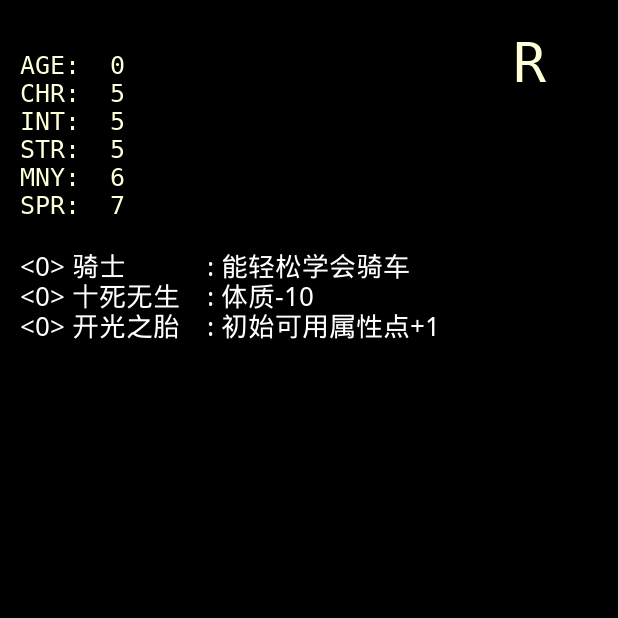 R
AGE: 0
CHR: 5
INT: 5
STR: 5
MNY: 6
SPR: 7
<0> 骑士 : 能轻松学会骑车
<0> 十死无生 : 体质-10
<0> 开光之胎 : 初始可用属性点+1